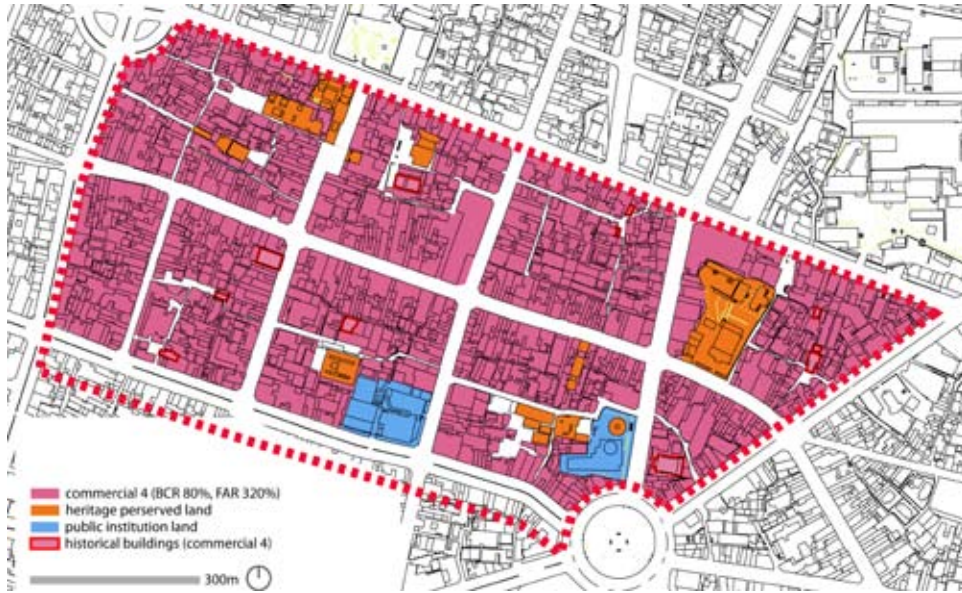 commercial 4 (BCR 80%, FAR 320%)
heritage perserved land
public institution land
historical buildings (commercial 4)
300m